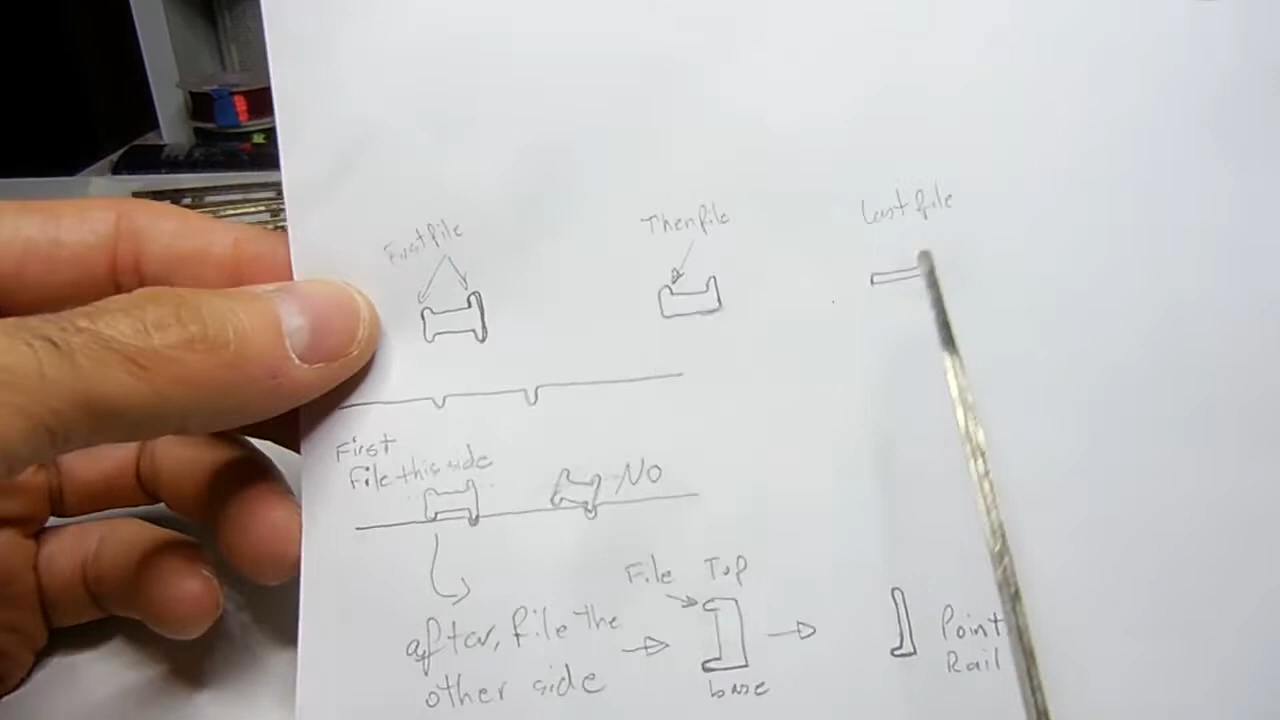 First file
Then file
Last file
First
File this side
NO
File Top
after, file the
other side
base
Point
Rail